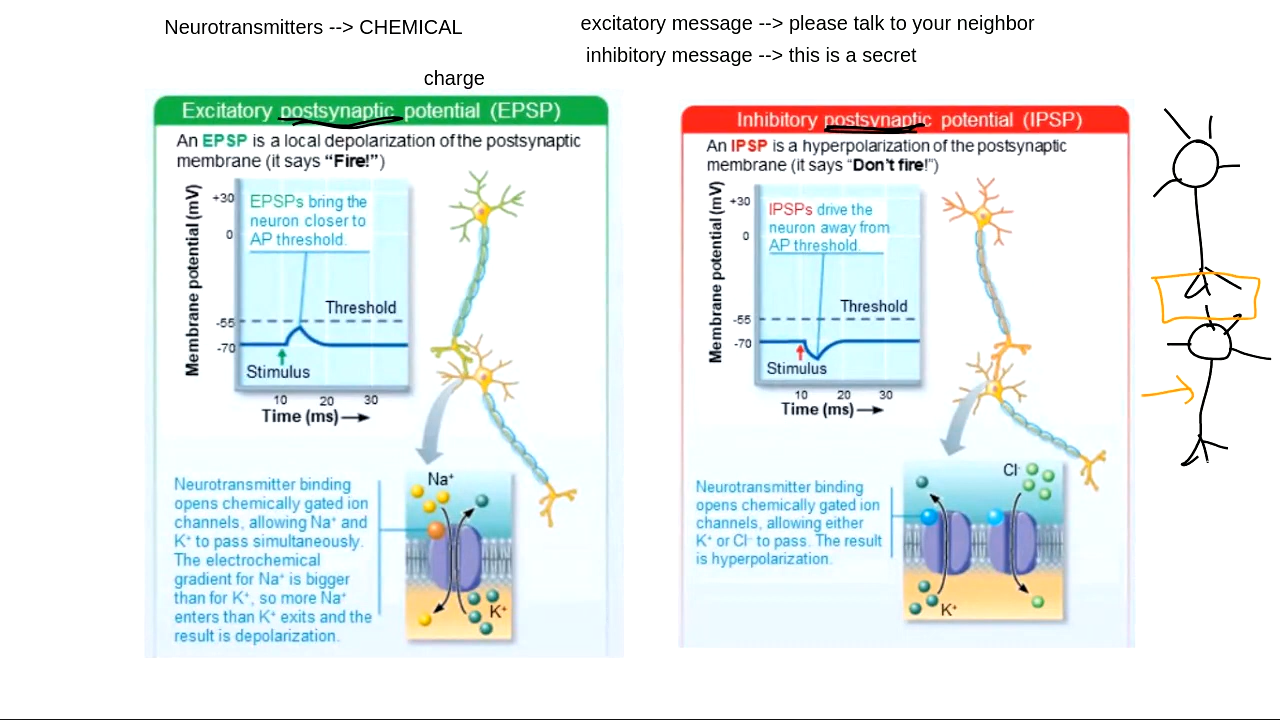 Neurotransmitters --> CHEMICAL
excitatory message --> please talk to your neighbor
inhibitory message --> this is a secret
charge
Excitatory postsynaptic potential (EPSP)
An EPSP is a local depolarization of the postsynaptic
membrane (it says “Fire!”)
Membrane potential (mV)
+30
0
-55
-70
EPSPs bring the
neuron closer to
AP threshold.
Threshold
Stimulus
10 20 30
Time (ms)
Neurotransmitter binding
opens chemically gated ion
channels, allowing Na⁺ and
K⁺ to pass simultaneously.
The electrochemical
gradient for Na⁺ is bigger
than for K⁺, so more Na⁺
enters than K⁺ exits and the
result is depolarization.
Na⁺
K⁺
Inhibitory postsynaptic potential (IPSP)
An IPSP is a hyperpolarization of the postsynaptic
membrane (it says “Don't fire!”)
Membrane potential (mV)
+30
0
-55
-70
IPSPs drive the
neuron away from
AP threshold.
Threshold
Stimulus
10 20 30
Time (ms)
Neurotransmitter binding
opens chemically gated ion
channels, allowing either
K⁺ or Cl⁻ to pass. The result
is hyperpolarization.
Cl⁻
K⁺